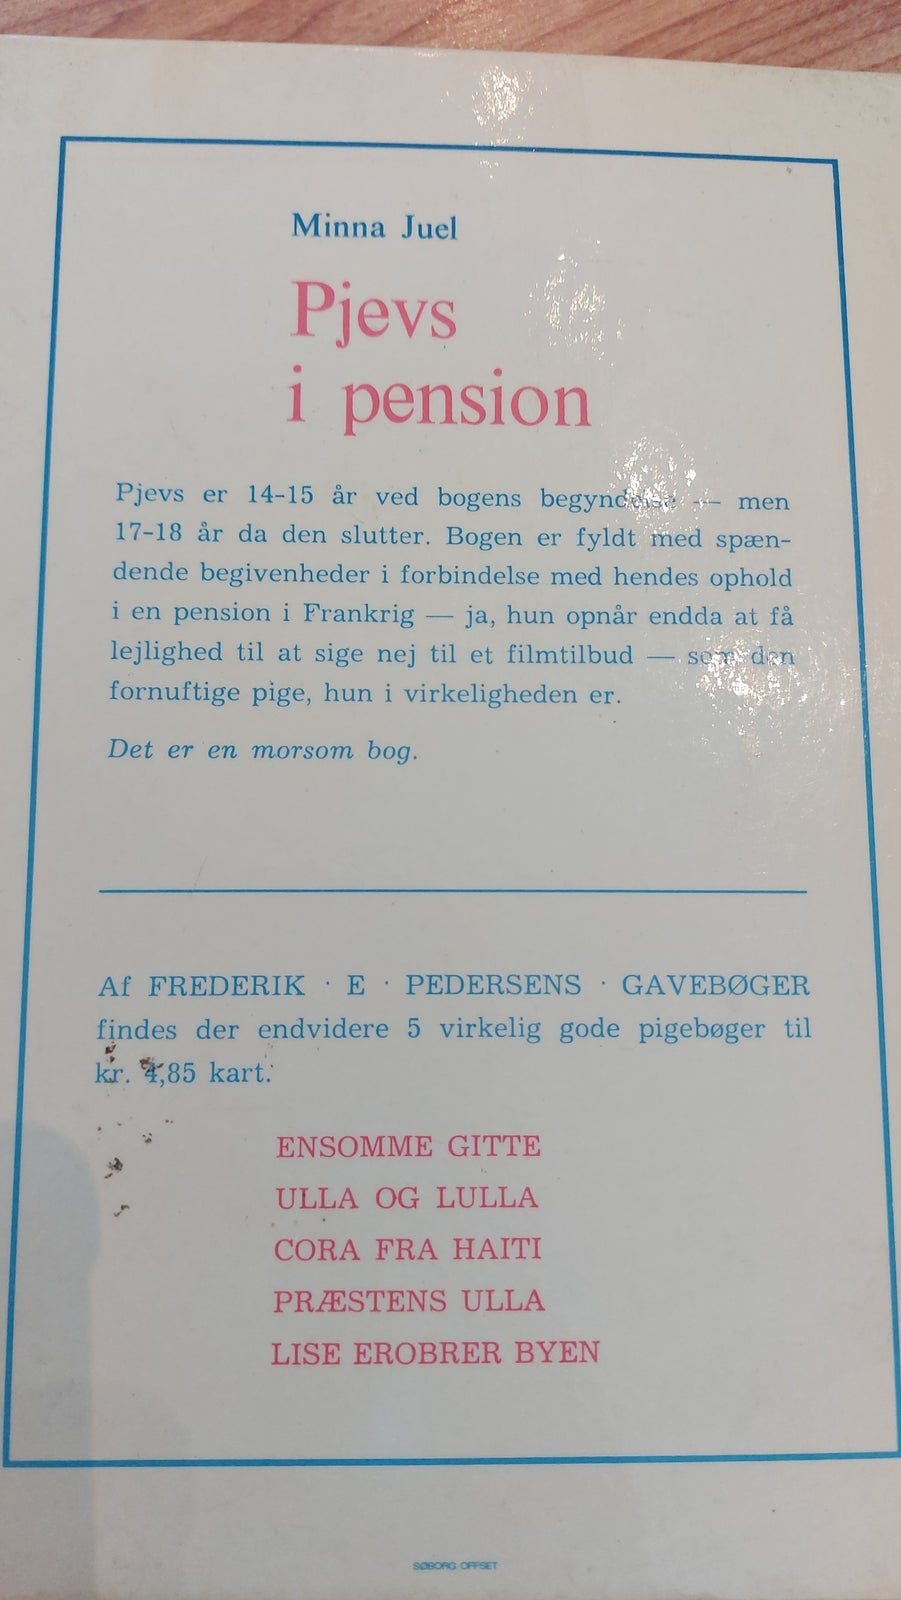 Minna Juel
Pjevs
i pension
Pjevs er 14-15 år ved bogens begyndelse — men
17-18 år da den slutter. Bogen er fyldt med spæn-
dende begivenheder i forbindelse med hendes ophold
i en pension i Frankrig — ja, hun opnår endda at få
lejlighed til at sige nej til et filmtilbud — som den
fornuftige pige, hun i virkeligheden er.
Det er en morsom bog.
Af FREDERIK · E · PEDERSENS · GAVEBØGER
findes der endvidere 5 virkelig gode pigebøger til
kr. 4,85 kart.
ENSOMME GITTE
ULLA OG LULLA
CORA FRA HAITI
PRÆSTENS ULLA
LISE EROBRER BYEN
SØBORG OFFSET